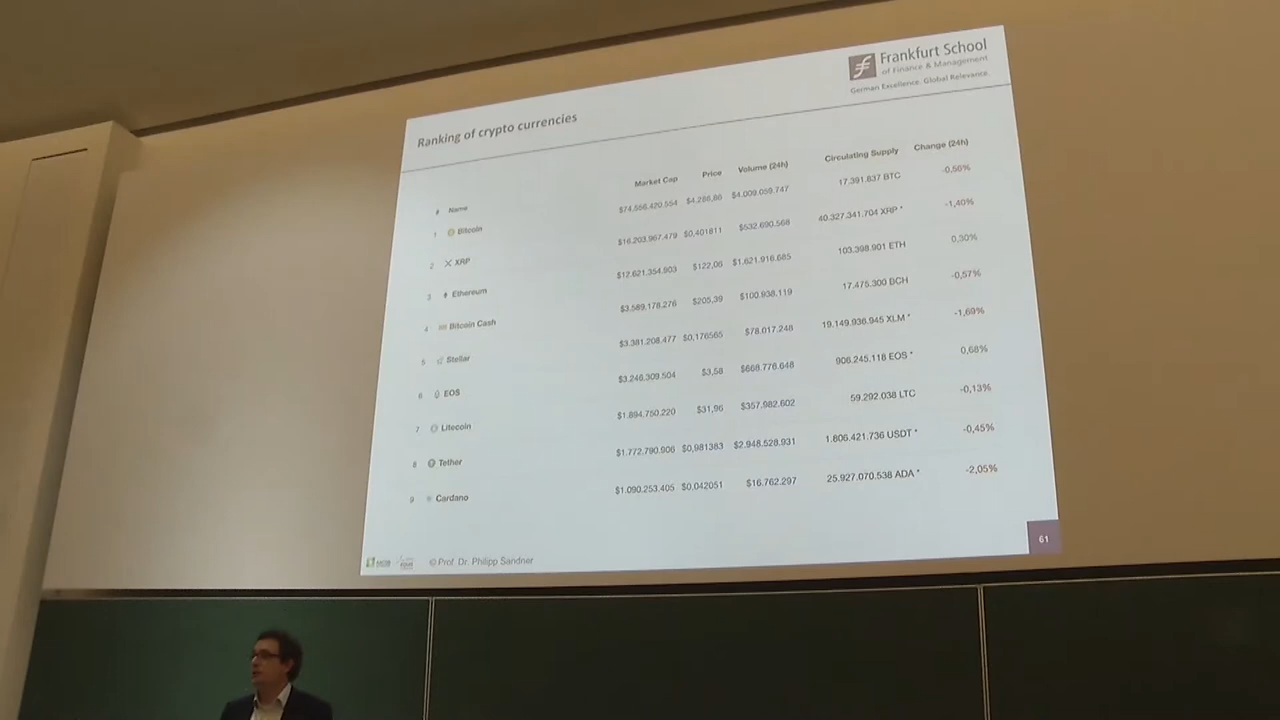 Frankfurt School
of Finance & Management
German Excellence. Global Relevance.
Ranking of crypto currencies
# Name Market Cap Price Volume (24h) Circulating Supply Change (24h)
1 Bitcoin $74.556.420.554 $4.286,86 $4.009.059.747 17.391.637 BTC -0,56%
2 XRP $16.203.967.479 $0,401811 $532.690.568 40.327.341.704 XRP * -1,40%
3 Ethereum $12.621.354.903 $122,06 $1.621.916.685 103.398.901 ETH 0,30%
4 Bitcoin Cash $3.589.178.276 $205,39 $100.938.119 17.475.300 BCH -0,57%
5 Stellar $3.381.208.477 $0,176565 $78.017.248 19.149.936.945 XLM * -1,69%
6 EOS $3.246.309.504 $3,58 $668.776.648 906.245.118 EOS * 0,68%
7 Litecoin $1.894.750.220 $31,96 $357.982.602 59.292.038 LTC -0,13%
8 Tether $1.772.790.906 $0,981383 $2.948.528.931 1.806.421.736 USDT * -0,45%
9 Cardano $1.090.253.405 $0,042051 $16.762.297 25.927.070.538 ADA * -2,05%
© Prof. Dr. Philipp Sandner
61